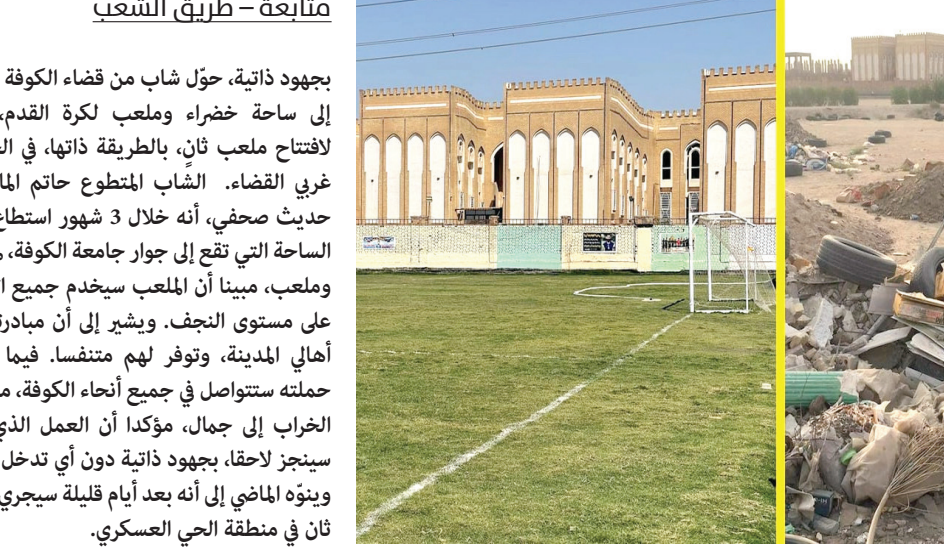 متابعة – طريق الشعب
بجهود ذاتية، حوّل شاب من قضاء الكوفة
إلى ساحة خضراء وملعب لكرة القدم،
لافتتاح ملعب ثانٍ، بالطريقة ذاتها، في
غربي القضاء. الشاب المتطوع حاتم
حديث صحفي، أنه خلال 3 شهور
الساحة التي تقع إلى جوار جامعة الكوفة،
وملعب، مبينا أن الملعب سيخدم جميع
على مستوى النجف. ويشير إلى أن
أهالي المدينة، وتوفر لهم متنفسا. فيما
حملته ستتواصل في جميع أنحاء الكوفة،
الخراب إلى جمال، مؤكدا أن العمل
سينجز لاحقا، بجهود ذاتية دون أي تدخل
وينوّه الماضي إلى أنه بعد أيام قليلة سيجري
ثان في منطقة الحي العسكري.